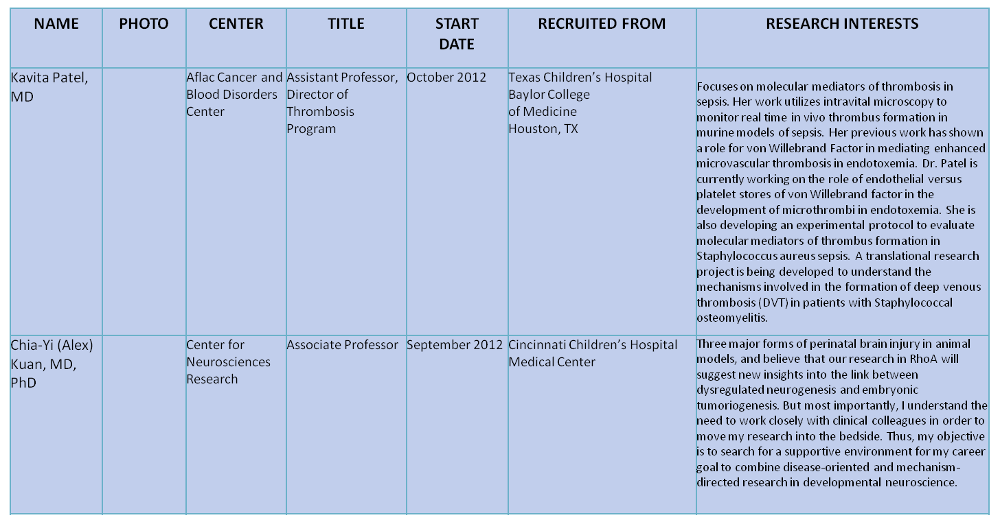 NAME
PHOTO
CENTER
TITLE
START
DATE
RECRUITED FROM
RESEARCH INTERESTS
Kavita Patel,
MD
Aflac Cancer and
Blood Disorders
Center
Assistant Professor,
Director of
Thrombosis
Program
October 2012
Texas Children's Hospital
Baylor College
of Medicine
Houston, TX
Focuses on molecular mediators of thrombosis in
sepsis. Her work utilizes intravital microscopy to
monitor real time in vivo thrombus formation in
murine models of sepsis. Her previous work has shown
a role for von Willebrand Factor in mediating enhanced
microvascular thrombosis in endotoxemia. Dr. Patel is
currently working on the role of endothelial versus
platelet stores of von Willebrand factor in the
development of microthrombi in endotoxemia. She is
also developing an experimental protocol to evaluate
molecular mediators of thrombus formation in
Staphylococcus aureus sepsis. A translational research
project is being developed to understand the
mechanisms involved in the formation of deep venous
thrombosis (DVT) in patients with Staphylococcal
osteomyelitis.
Chia-Yi (Alex)
Kuan, MD,
PhD
Center for
Neurosciences
Research
Associate Professor
September 2012
Cincinnati Children's Hospital
Medical Center
Three major forms of perinatal brain injury in animal
models, and believe that our research in RhoA will
suggest new insights into the link between
dysregulated neurogenesis and embryonic
tumoriogenesis. But most importantly, I understand the
need to work closely with clinical colleagues in order to
move my research into the bedside. Thus, my objective
is to search for a supportive environment for my career
goal to combine disease-oriented and mechanism-
directed research in developmental neuroscience.